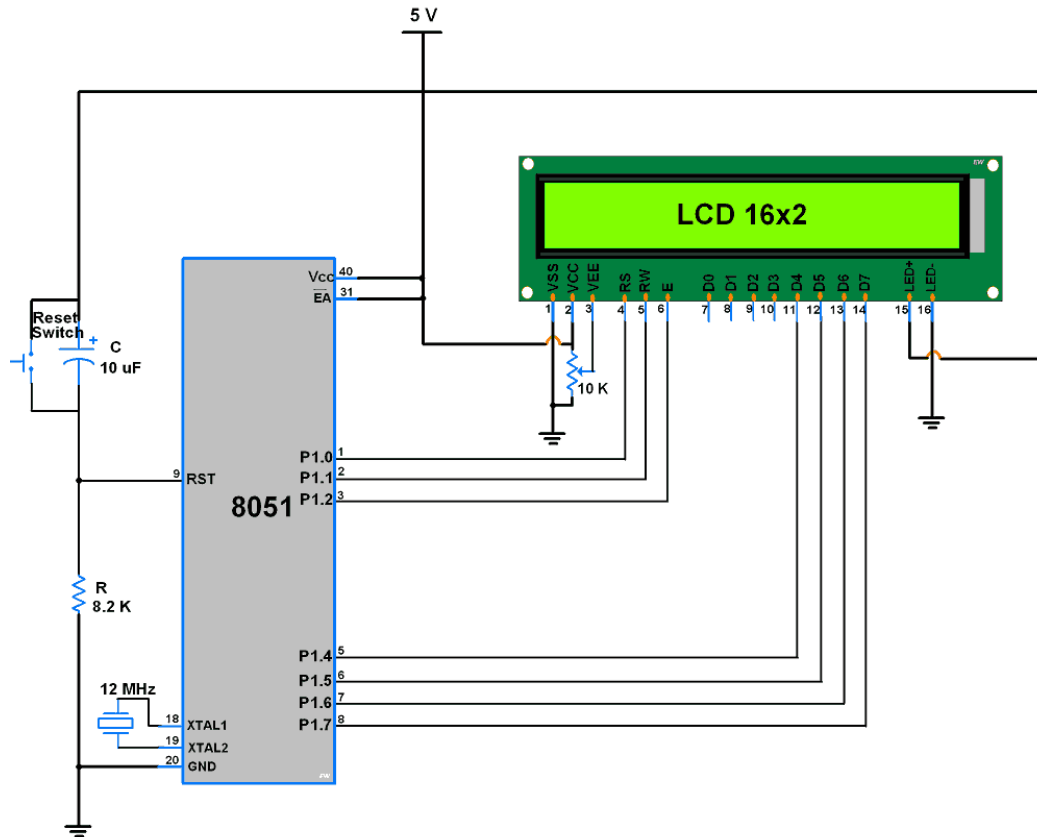 5 V
EW
LCD 16x2
VSS VCC VEE RS RW E D0 D1 D2 D3 D4 D5 D6 D7 LED+ LED-
1 2 3 4 5 6 7 8 9 10 11 12 13 14 15 16
Vcc 40
EA 31
Reset
Switch
+
C
10 uF
10 K
P1.0 1
9 RST
P1.1 2
8051
P1.2 3
R
8.2 K
P1.4 5
P1.5 6
12 MHz
P1.6 7
18 XTAL1
P1.7 8
19 XTAL2
20 GND
EW